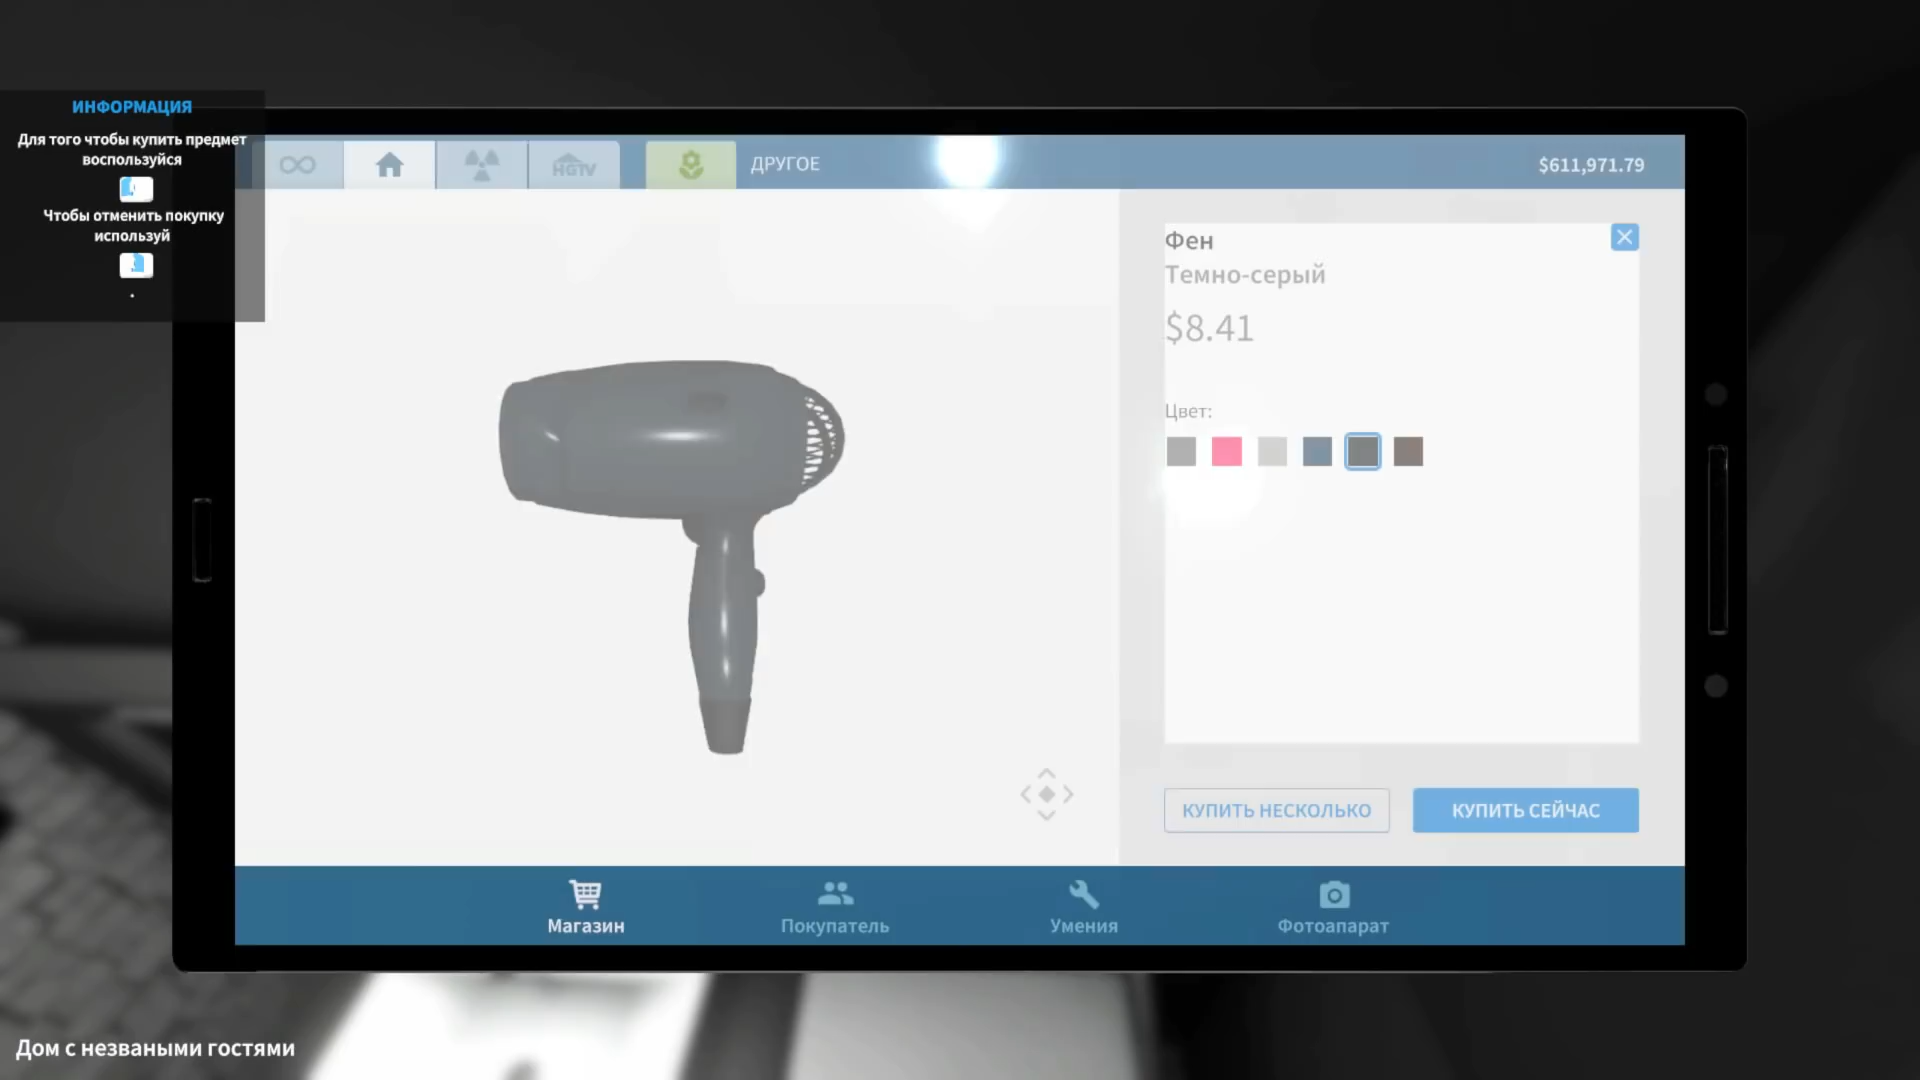 ИНФОРМАЦИЯ
Для того чтобы купить предмет
воспользуйся
Чтобы отменить покупку
используй
.
HGTV
ДРУГОЕ
$611,971.79
Фен
Темно-серый
$8.41
Цвет:
КУПИТЬ НЕСКОЛЬКО
КУПИТЬ СЕЙЧАС
Магазин
Покупатель
Умения
Фотоапарат
Дом с незваными гостями